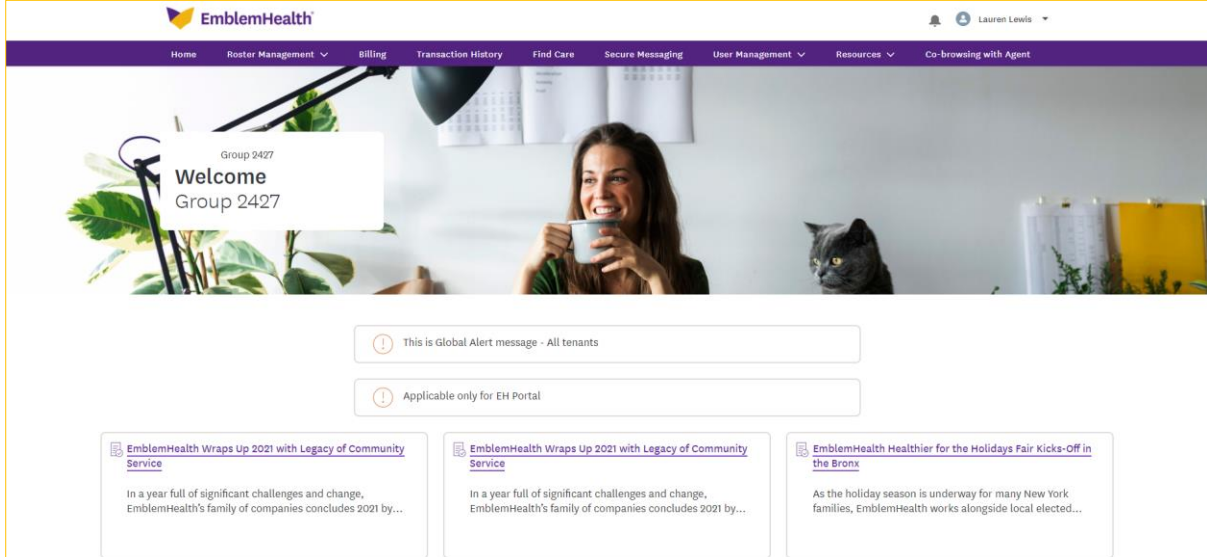 EmblemHealth
Lauren Lewis
Home Roster Management Billing Transaction History Find Care Secure Messaging User Management Resources Co-browsing with Agent
Group 2427
Welcome
Group 2427
This is Global Alert message - All tenants
Applicable only for EH Portal
EmblemHealth Wraps Up 2021 with Legacy of Community
Service
In a year full of significant challenges and change,
EmblemHealth's family of companies concludes 2021 by...
EmblemHealth Wraps Up 2021 with Legacy of Community
Service
In a year full of significant challenges and change,
EmblemHealth's family of companies concludes 2021 by...
EmblemHealth Healthier for the Holidays Fair Kicks-Off in
the Bronx
As the holiday season is underway for many New York
families, EmblemHealth works alongside local elected...